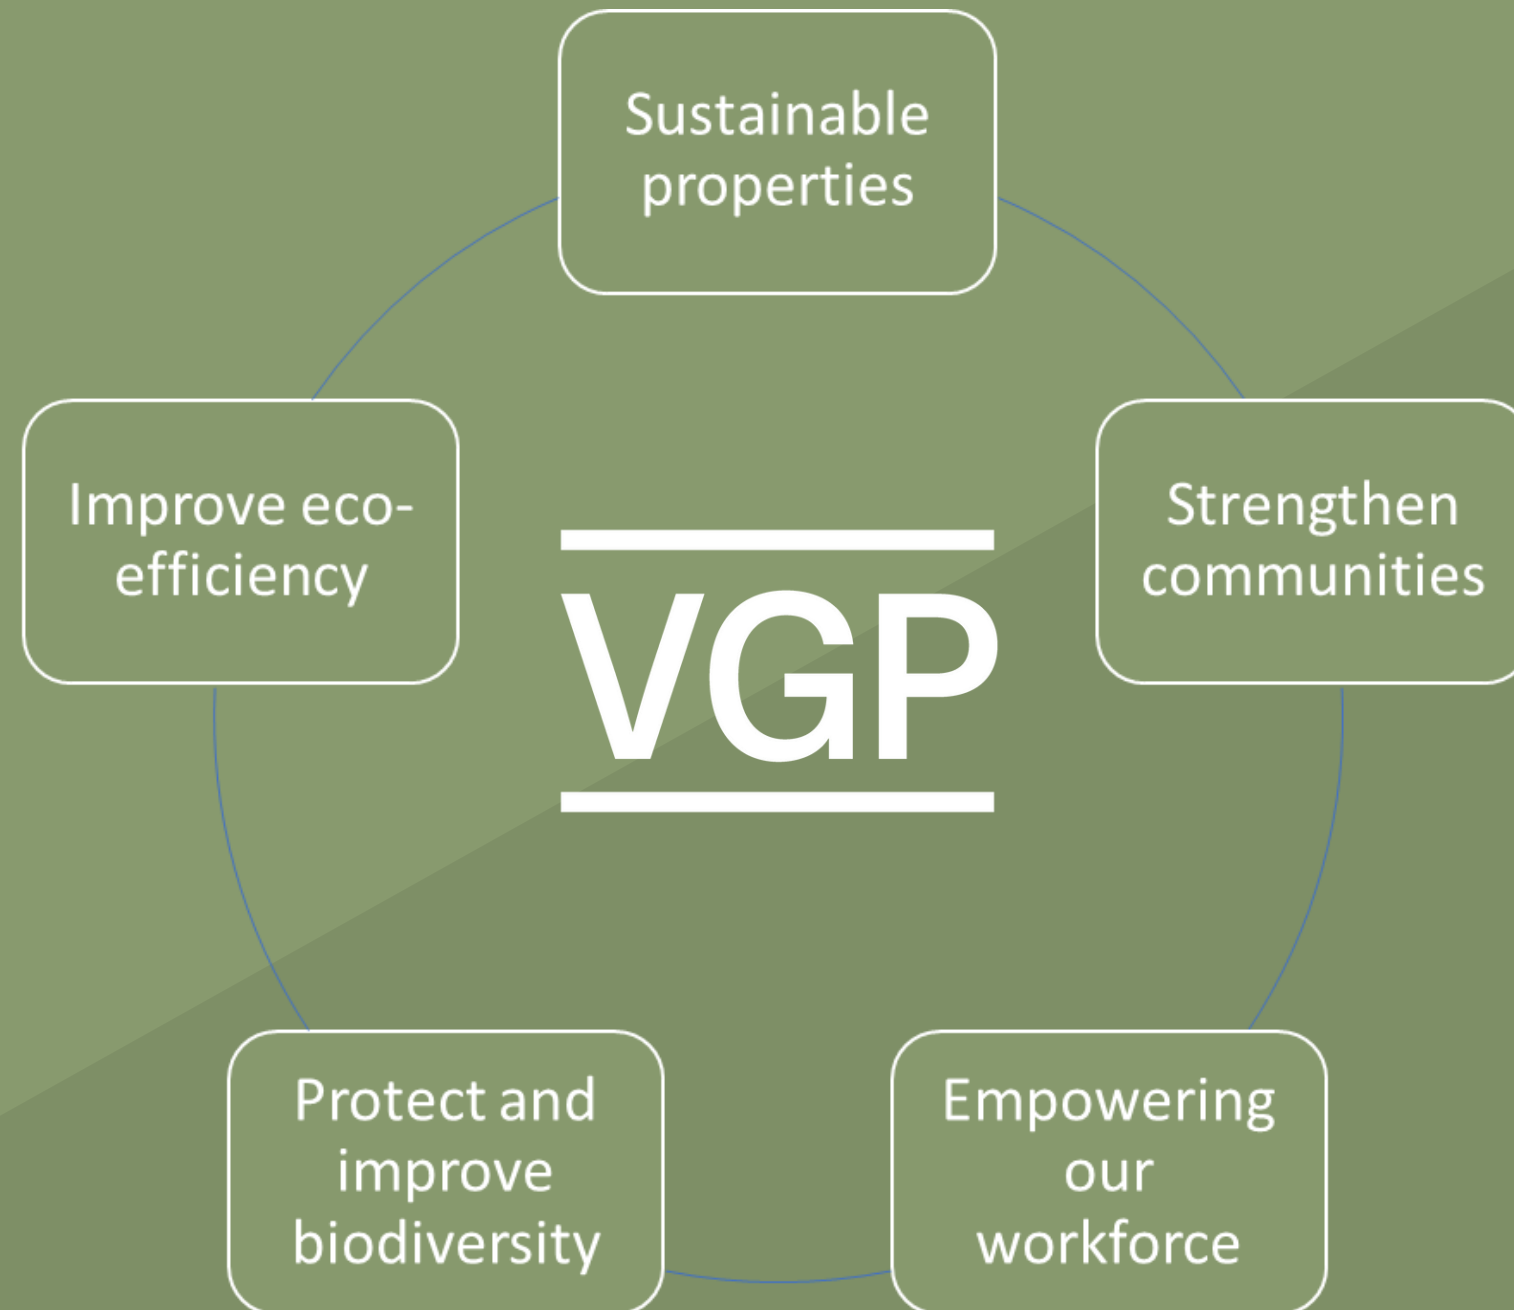 Sustainable
properties
Improve eco-
efficiency
Strengthen
communities
VGP
Protect and
improve
biodiversity
Empowering
our
workforce